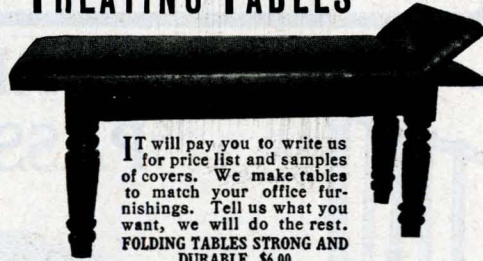 TREATING TABLES
IT will pay you to write us
for price list and samples
of covers. We make tables
to match your office fur-
nishings. Tell us what you
want, we will do the rest.
FOLDING TABLES STRONG AND
DURABLE, $6.00